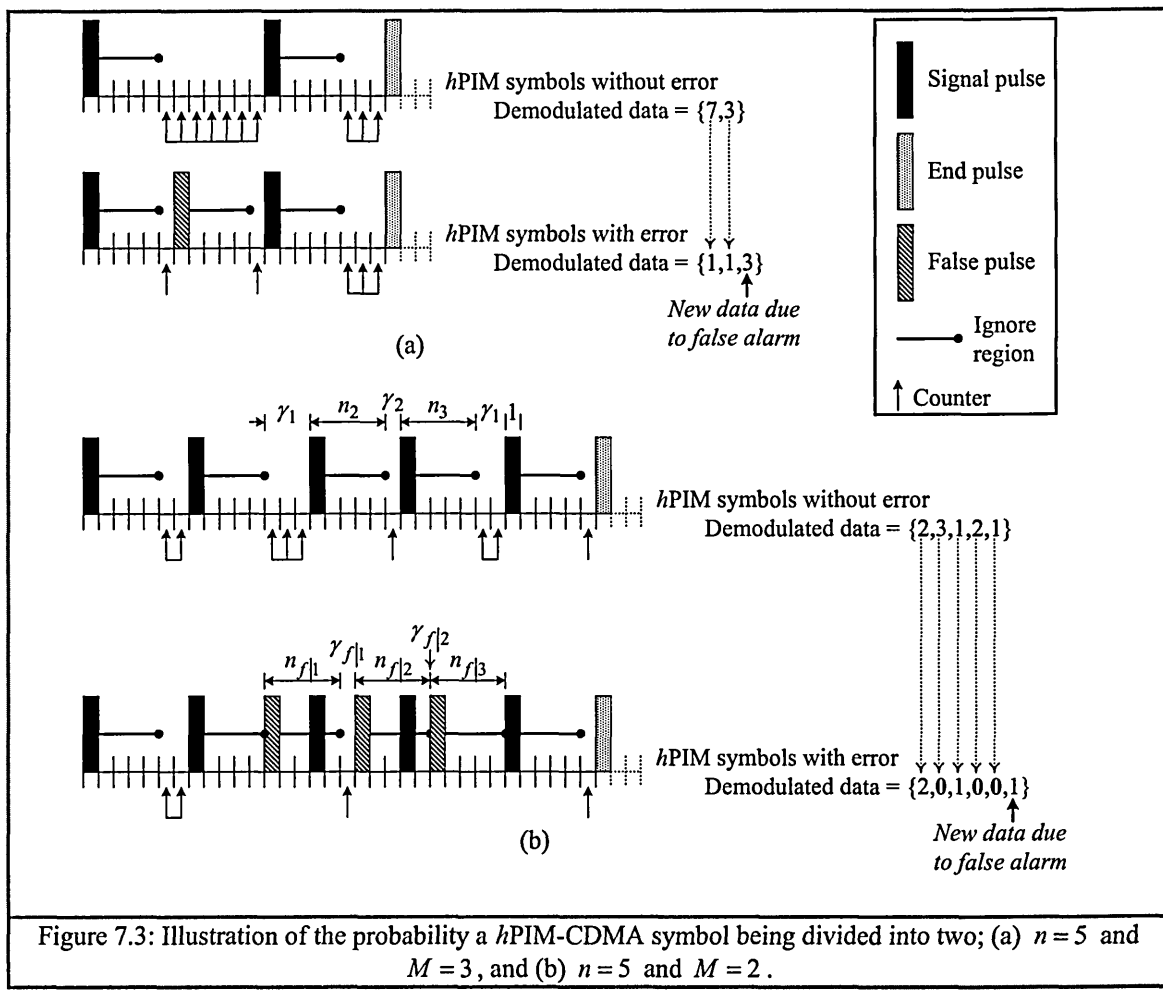 hPIM symbols without error
Demodulated data = {7,3}
hPIM symbols with error
Demodulated data = {1,1,3}
New data due
to false alarm
(a)
Signal pulse
End pulse
False pulse
Ignore
region
Counter
γ1 n2 γ2 n3 γ1 1
hPIM symbols without error
Demodulated data = {2,3,1,2,1}
nf|1 γf|1 nf|2 γf|2 nf|3
hPIM symbols with error
Demodulated data = {2,0,1,0,0,1}
New data due
to false alarm
(b)
Figure 7.3: Illustration of the probability a hPIM-CDMA symbol being divided into two; (a) n = 5 and
M = 3, and (b) n = 5 and M = 2.